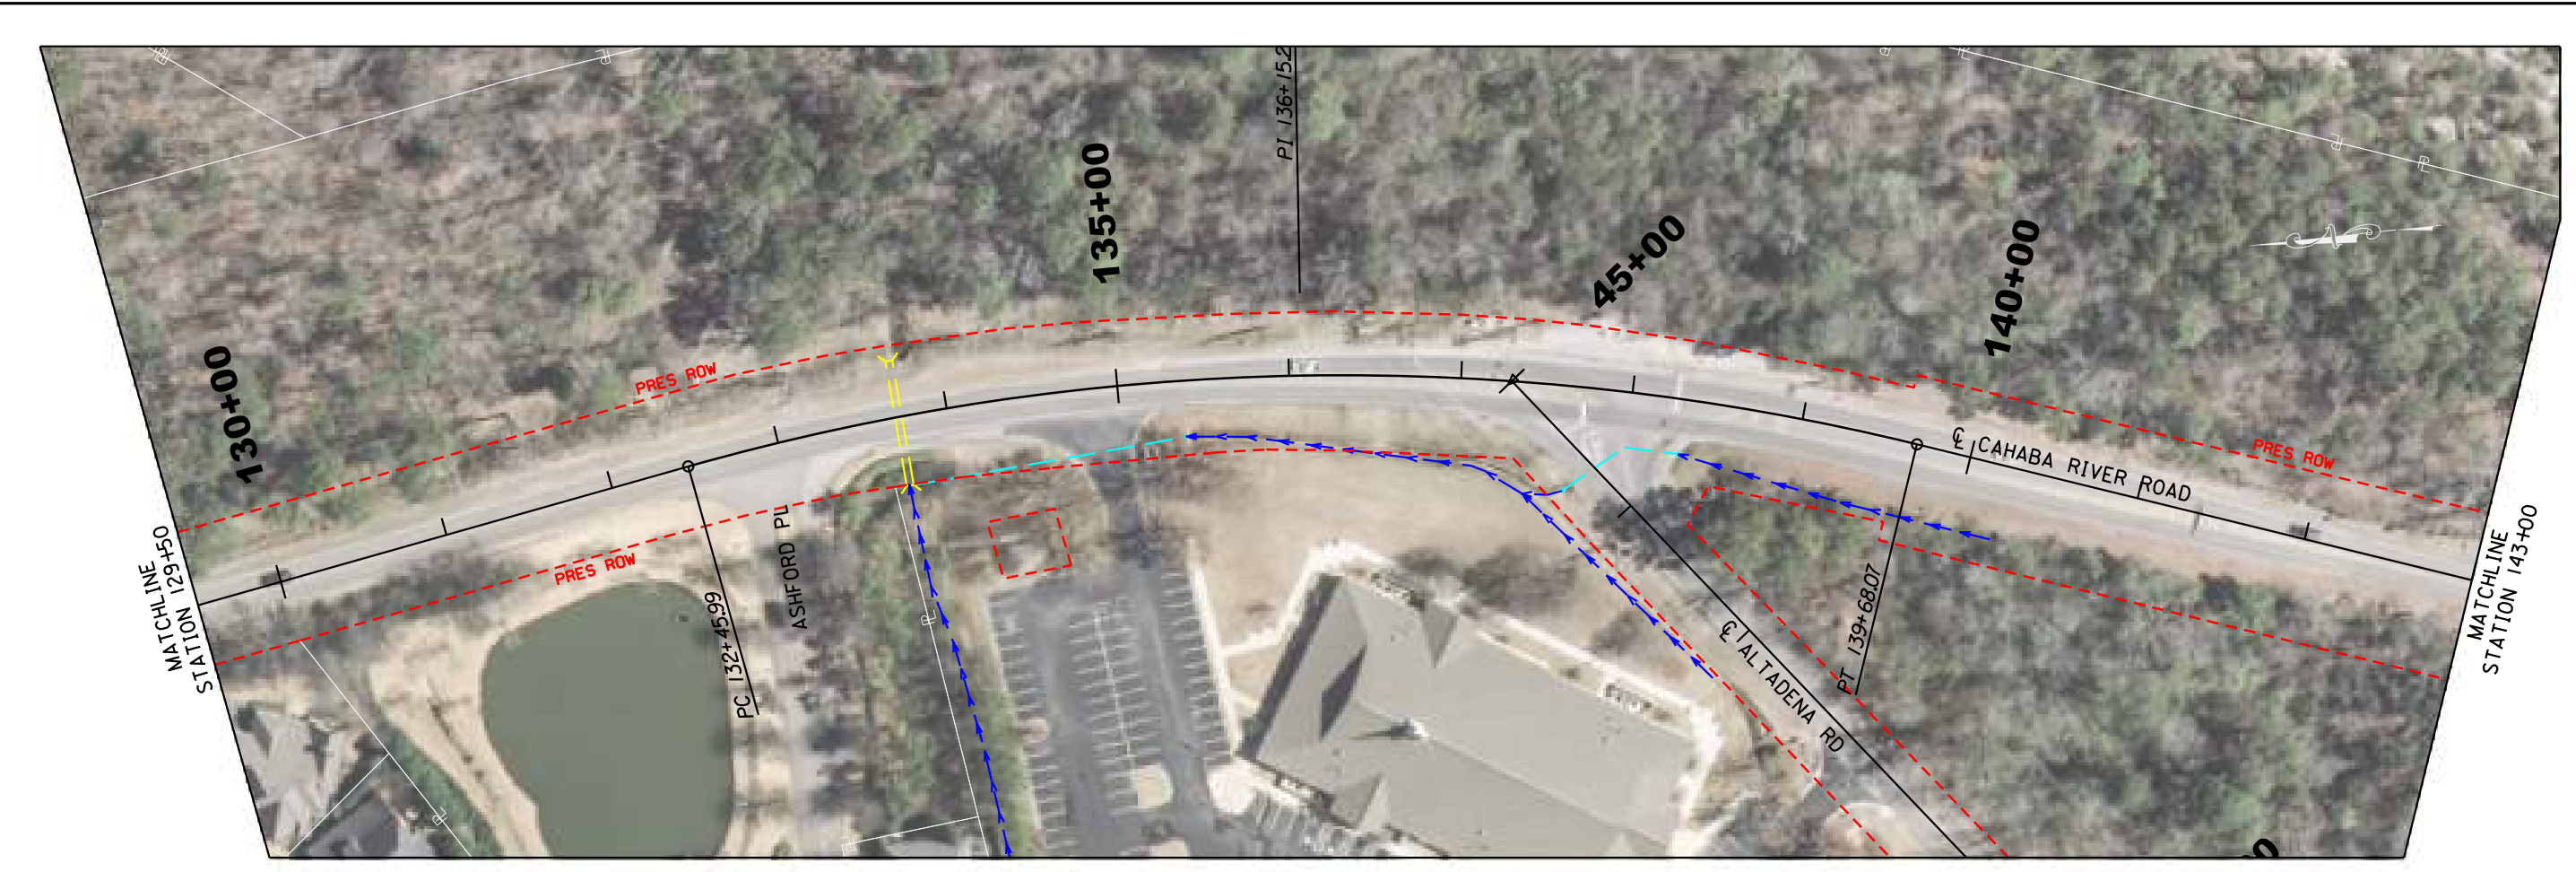 PI 136+15.2
135+00
45+00
140+00
130+00
PRES ROW
℄ CAHABA RIVER ROAD
PRES ROW
MATCHLINE
STATION 129+50
PRES ROW
PC 132+45.99
ASHFORD PL
℄ ALTADENA RD
PT 139+68.07
MATCHLINE
STATION 143+00